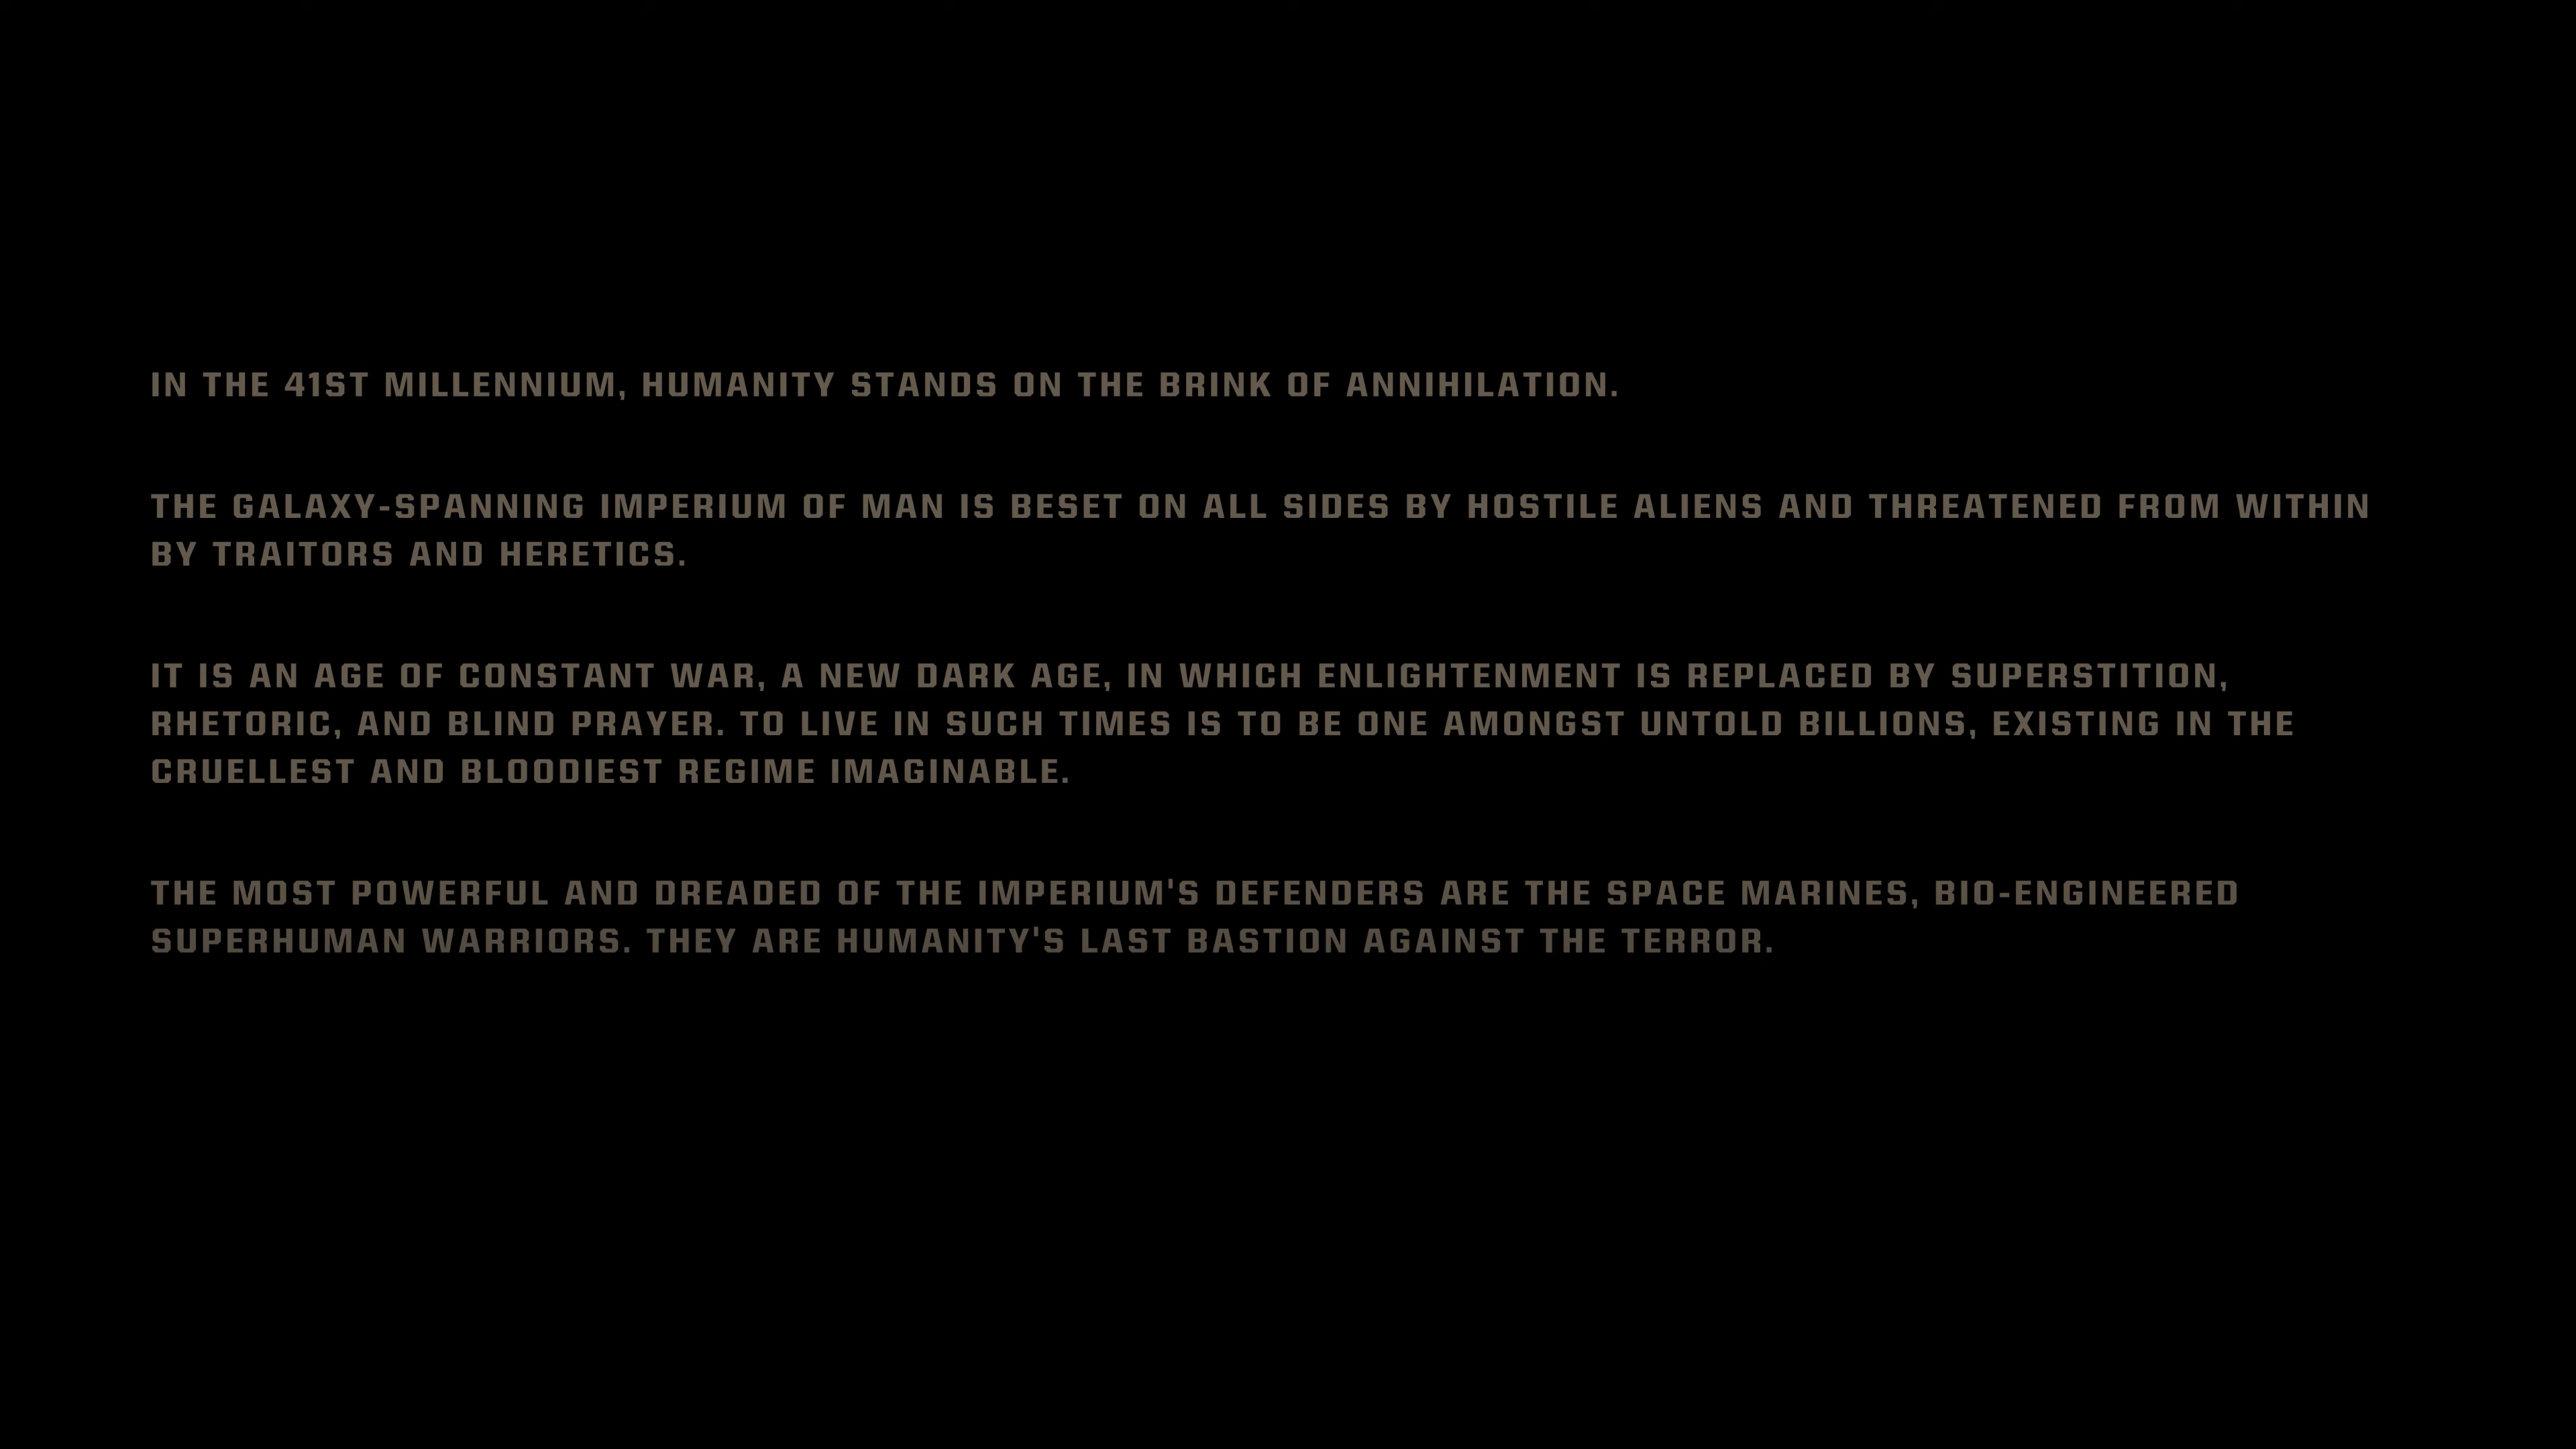 IN THE 41ST MILLENNIUM, HUMANITY STANDS ON THE BRINK OF ANNIHILATION.
THE GALAXY-SPANNING IMPERIUM OF MAN IS BESET ON ALL SIDES BY HOSTILE ALIENS AND THREATENED FROM WITHIN
BY TRAITORS AND HERETICS.
IT IS AN AGE OF CONSTANT WAR, A NEW DARK AGE, IN WHICH ENLIGHTENMENT IS REPLACED BY SUPERSTITION,
RHETORIC, AND BLIND PRAYER. TO LIVE IN SUCH TIMES IS TO BE ONE AMONGST UNTOLD BILLIONS, EXISTING IN THE
CRUELLEST AND BLOODIEST REGIME IMAGINABLE.
THE MOST POWERFUL AND DREADED OF THE IMPERIUM'S DEFENDERS ARE THE SPACE MARINES, BIO-ENGINEERED
SUPERHUMAN WARRIORS. THEY ARE HUMANITY'S LAST BASTION AGAINST THE TERROR.